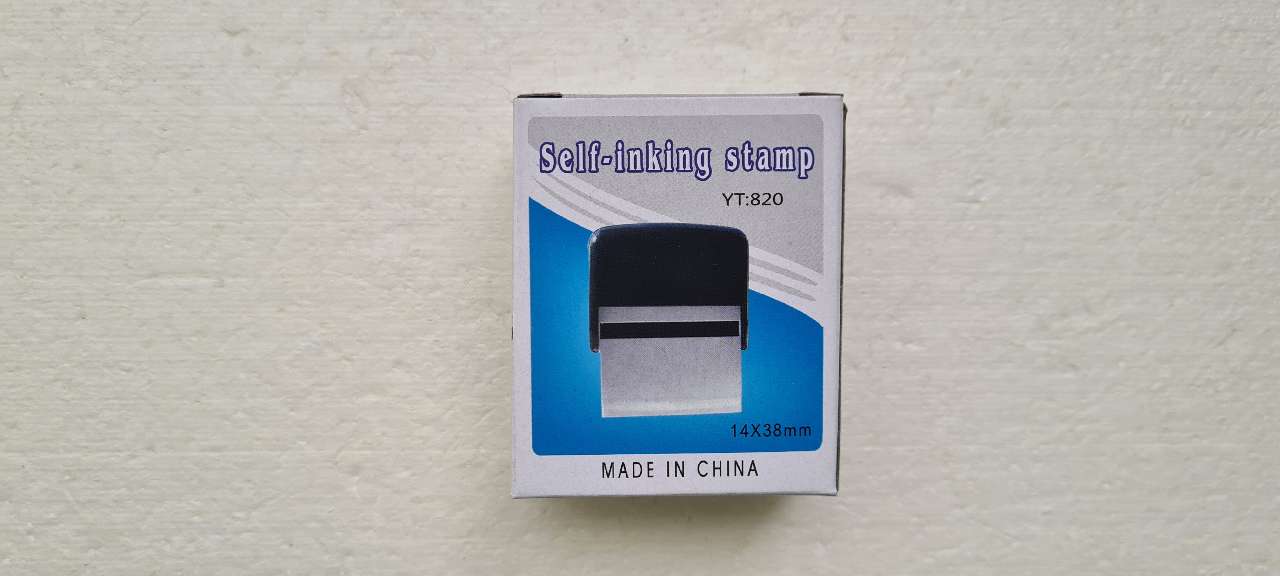 Self-inking stamp
YT:820
14X38mm
MADE IN CHINA